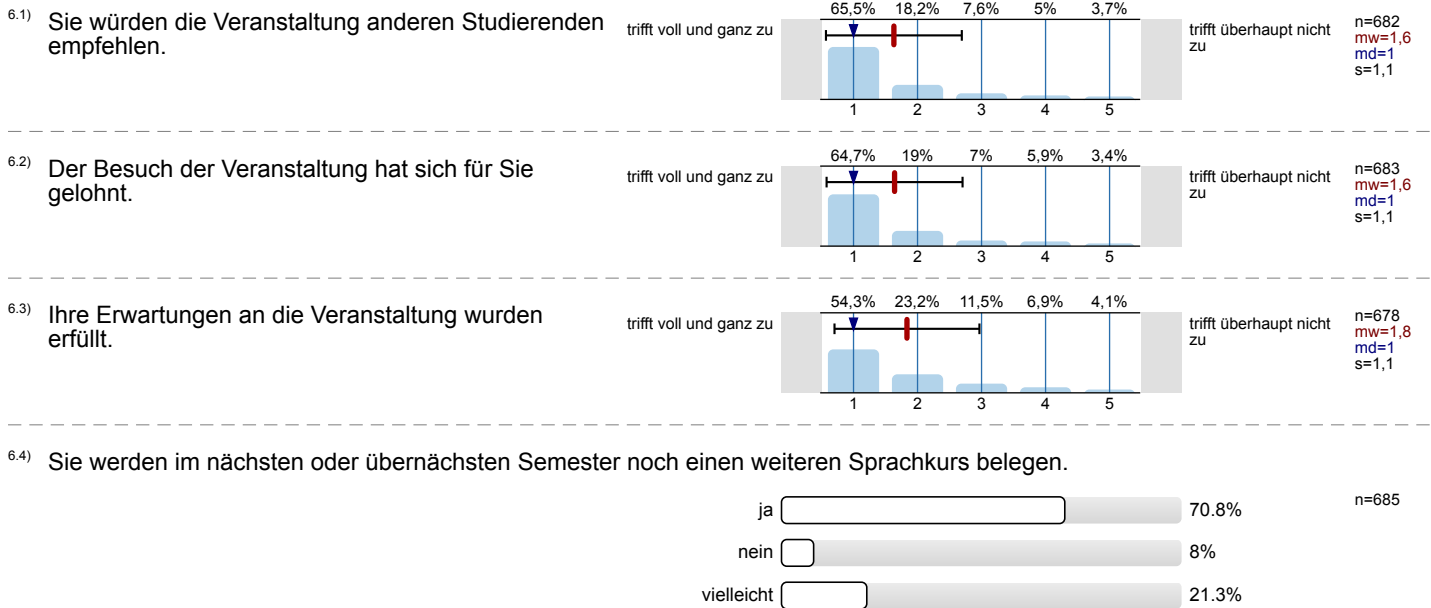 65,5% 18,2% 7,6% 5% 3,7%
6.1) Sie würden die Veranstaltung anderen Studierenden
empfehlen.
trifft voll und ganz zu
trifft überhaupt nicht
zu
n=682
mw=1,6
md=1
s=1,1
1 2 3 4 5
64,7% 19% 7% 5,9% 3,4%
6.2) Der Besuch der Veranstaltung hat sich für Sie
gelohnt.
trifft voll und ganz zu
trifft überhaupt nicht
zu
n=683
mw=1,6
md=1
s=1,1
1 2 3 4 5
54,3% 23,2% 11,5% 6,9% 4,1%
6.3) Ihre Erwartungen an die Veranstaltung wurden
erfüllt.
trifft voll und ganz zu
trifft überhaupt nicht
zu
n=678
mw=1,8
md=1
s=1,1
1 2 3 4 5
6.4) Sie werden im nächsten oder übernächsten Semester noch einen weiteren Sprachkurs belegen.
ja 70.8% n=685
nein 8%
vielleicht 21.3%